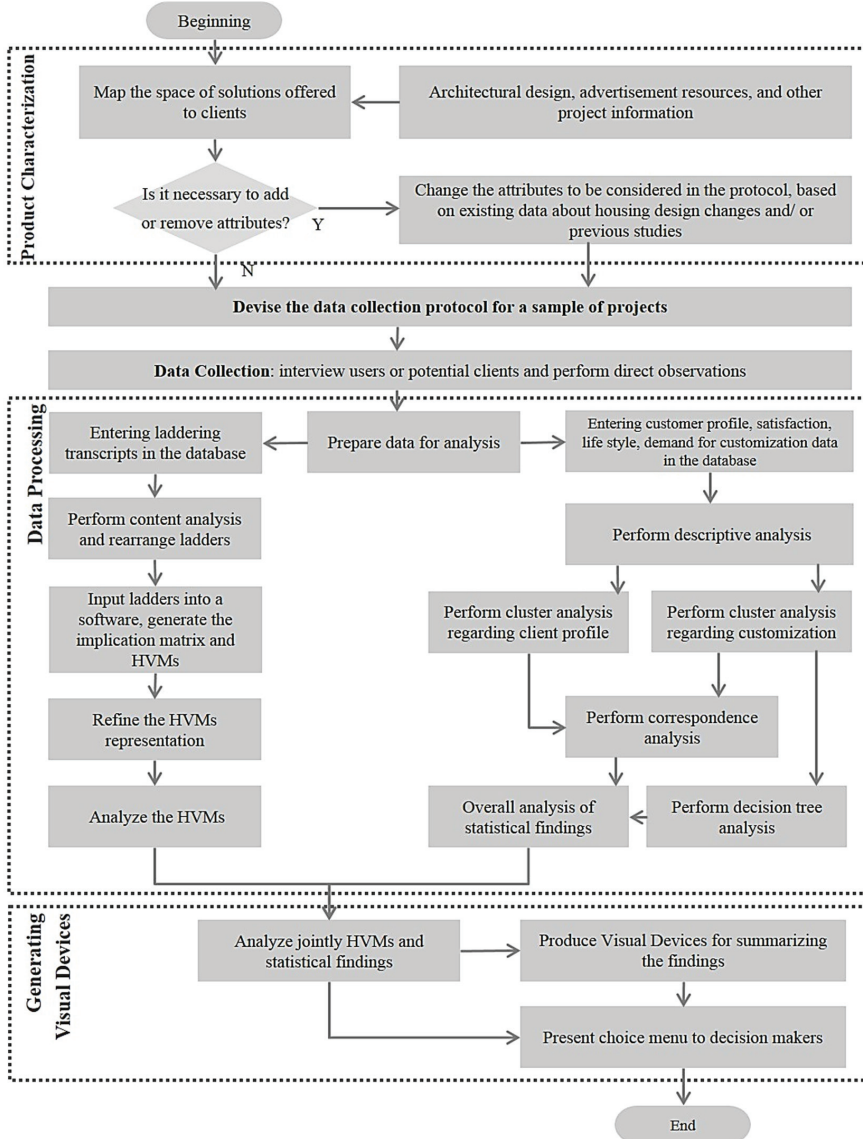 Beginning
Product Characterization
Map the space of solutions offered
to clients
Architectural design, advertisement resources, and other
project information
Is it necessary to add
or remove attributes?
Y
N
Change the attributes to be considered in the protocol, based
on existing data about housing design changes and/ or
previous studies
Devise the data collection protocol for a sample of projects
Data Collection: interview users or potential clients and perform direct observations
Data Processing
Entering laddering
transcripts in the database
Prepare data for analysis
Entering customer profile, satisfaction,
life style, demand for customization data
in the database
Perform content analysis
and rearrange ladders
Perform descriptive analysis
Input ladders into a
software, generate the
implication matrix and
HVMs
Perform cluster analysis
regarding client profile
Perform cluster analysis
regarding customization
Refine the HVMs
representation
Perform correspondence
analysis
Analyze the HVMs
Overall analysis of
statistical findings
Perform decision tree
analysis
Generating
Visual Devices
Analyze jointly HVMs and
statistical findings
Produce Visual Devices for summarizing
the findings
Present choice menu to decision makers
End